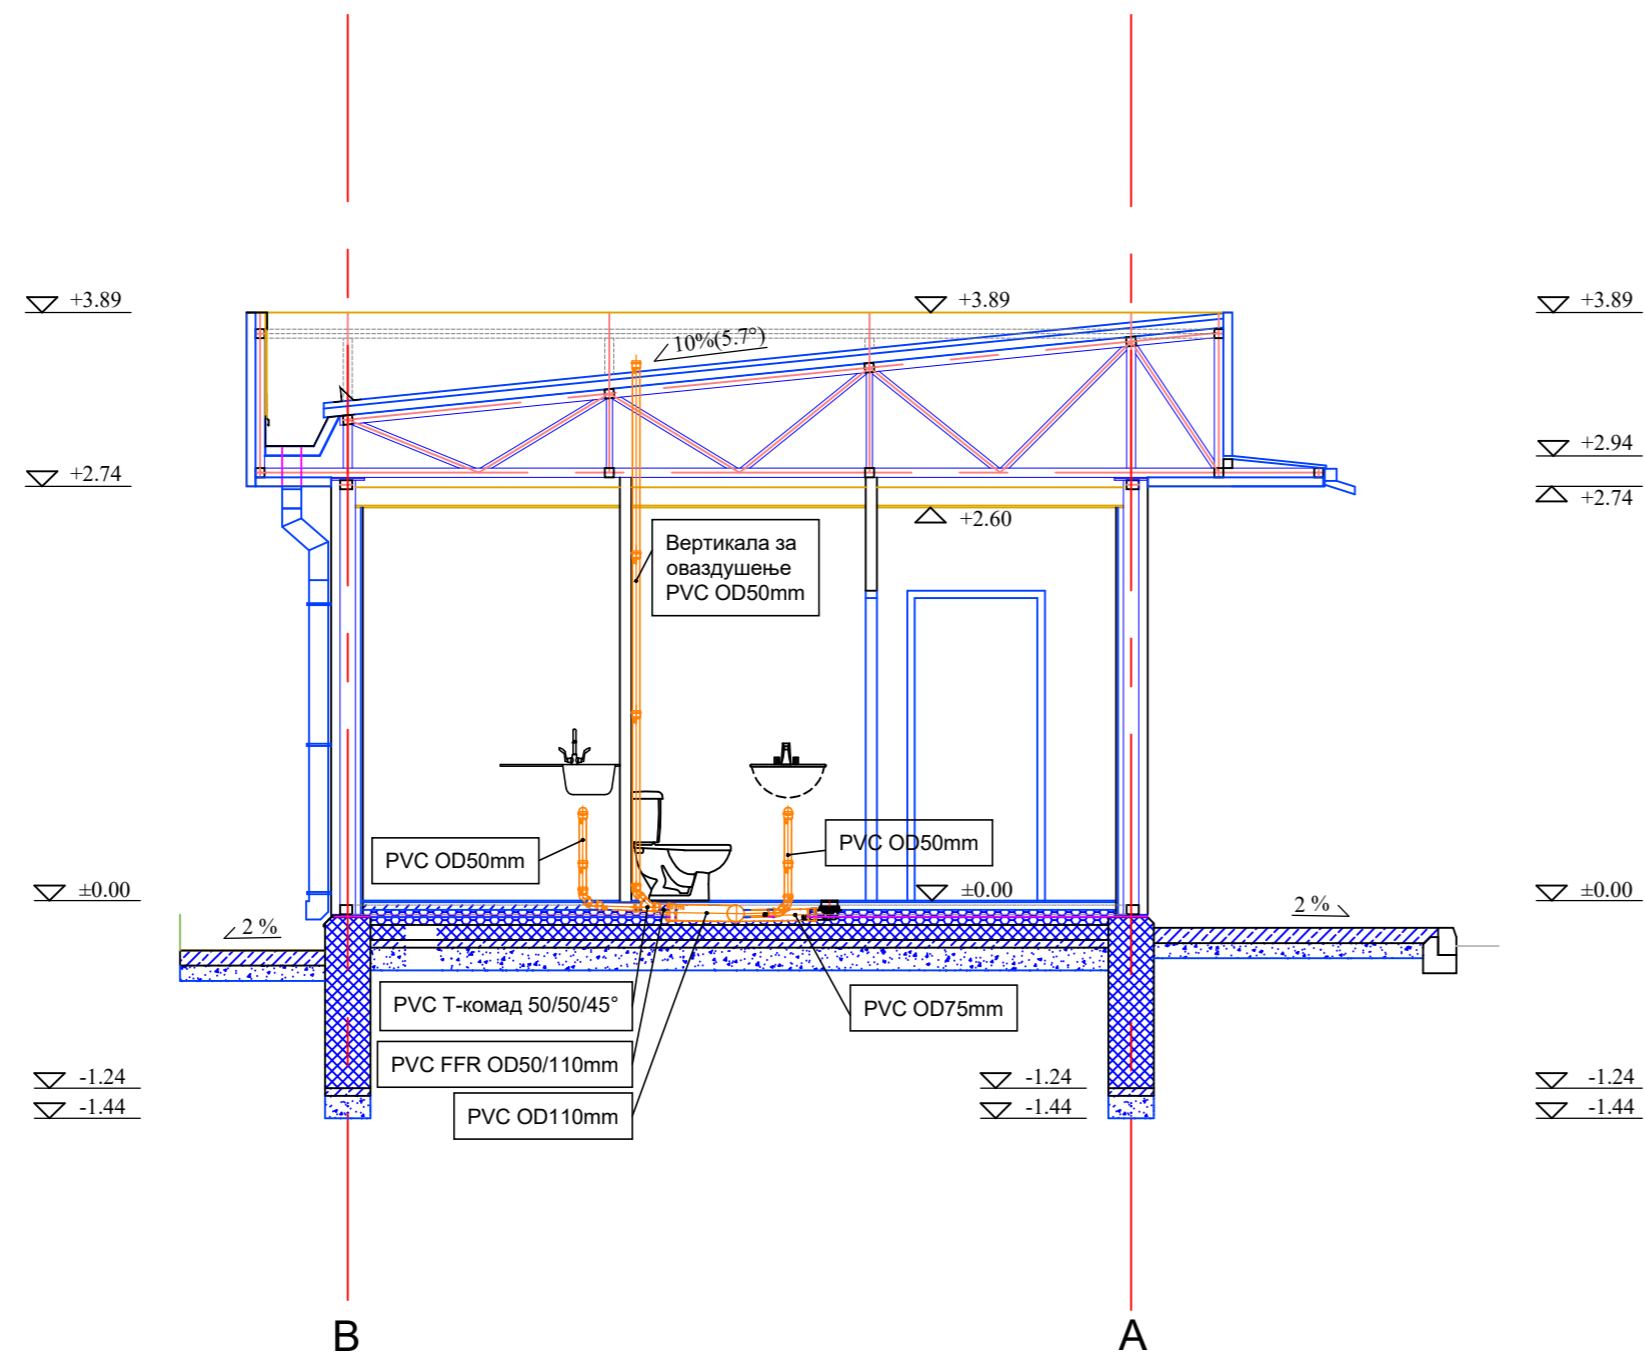 +3.89
+3.89
+3.89
10%(5.7°)
+2.94
+2.74
+2.74
+2.60
Вертикала за
оваздушење
PVC OD50mm
PVC OD50mm
PVC OD50mm
±0.00
±0.00
±0.00
2 %
2 %
PVC Т-комад 50/50/45°
PVC OD75mm
PVC FFR OD50/110mm
PVC OD110mm
-1.24
-1.24
-1.24
-1.44
-1.44
-1.44
B
A